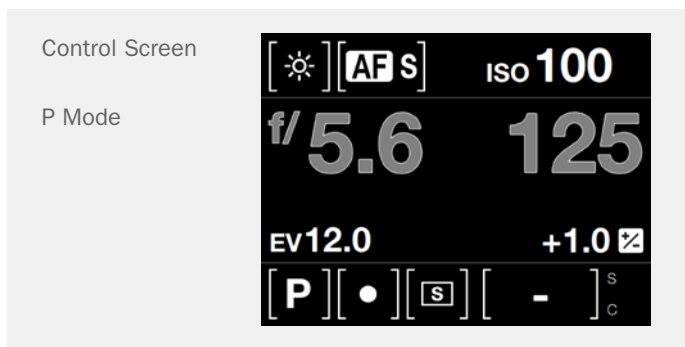 Control Screen
P Mode
AF S ISO 100
f/5.6 125
EV12.0 +1.0
P S - S
C